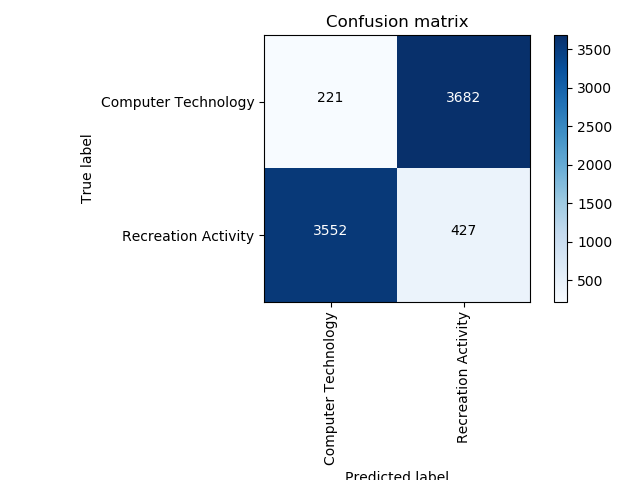 Confusion matrix
3500
3000
2500
2000
1500
1000
500
True label
Computer Technology
221
3682
Recreation Activity
3552
427
Computer Technology
Recreation Activity
Predicted label